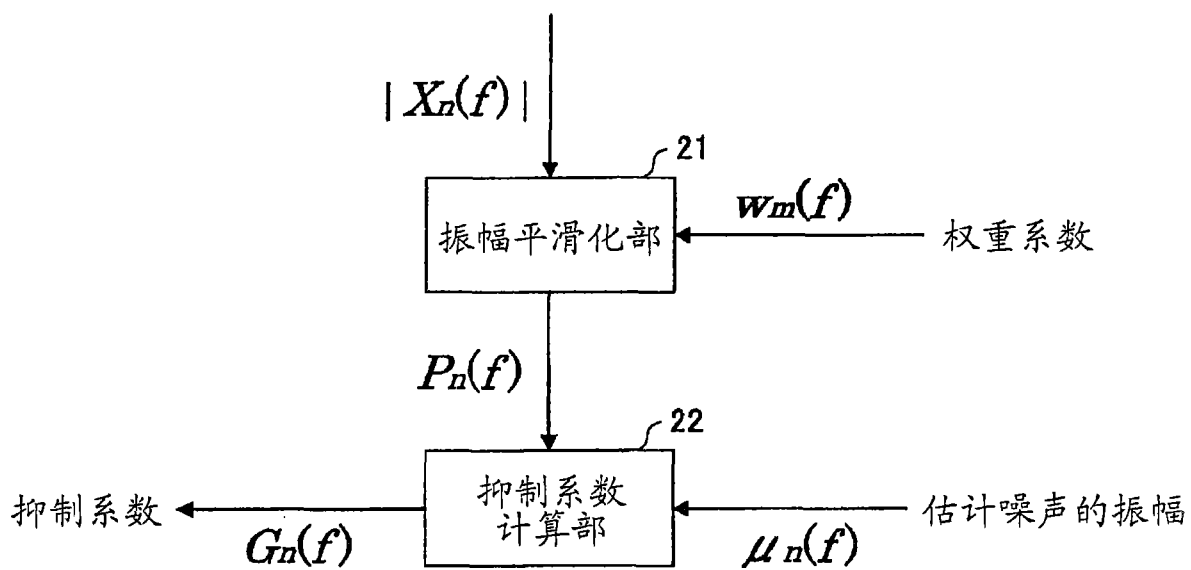 | Xn(f) |
21
振幅平滑化部
wm(f)
权重系数
Pn(f)
22
抑制系数
计算部
抑制系数
Gn(f)
估计噪声的振幅
μn(f)